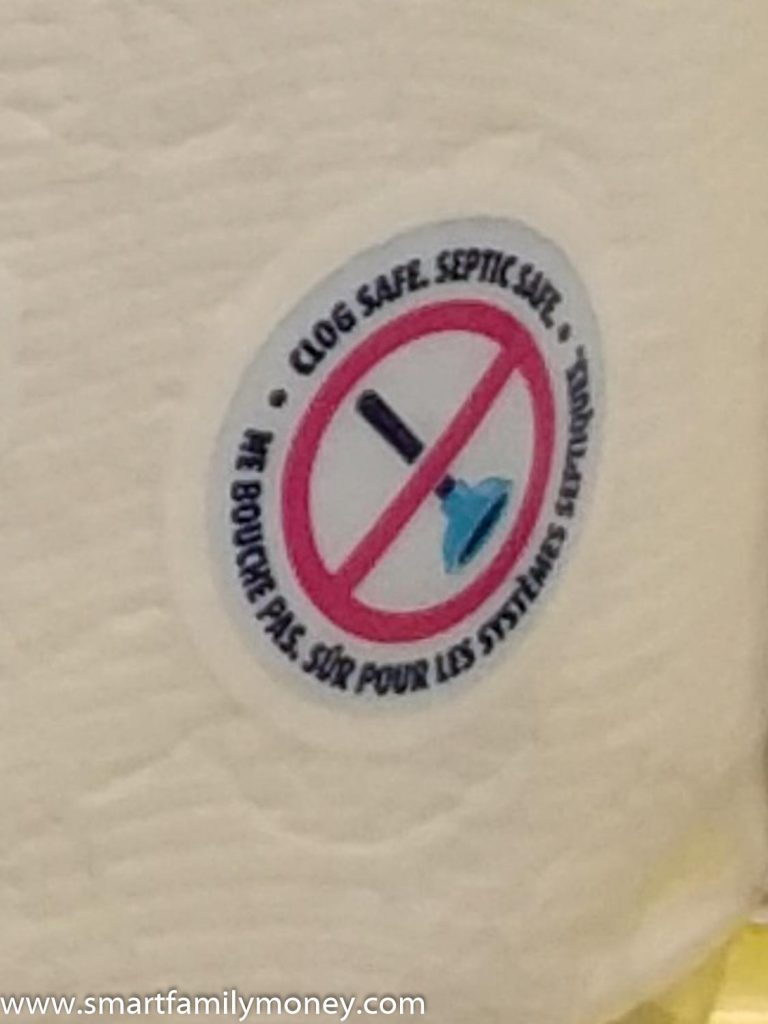 • CLOG SAFE. SEPTIC SAFE. •
NE BOUCHE PAS. SÛR POUR LES SYSTÈMES SEPTIQUES.
www.smartfamilymoney.com